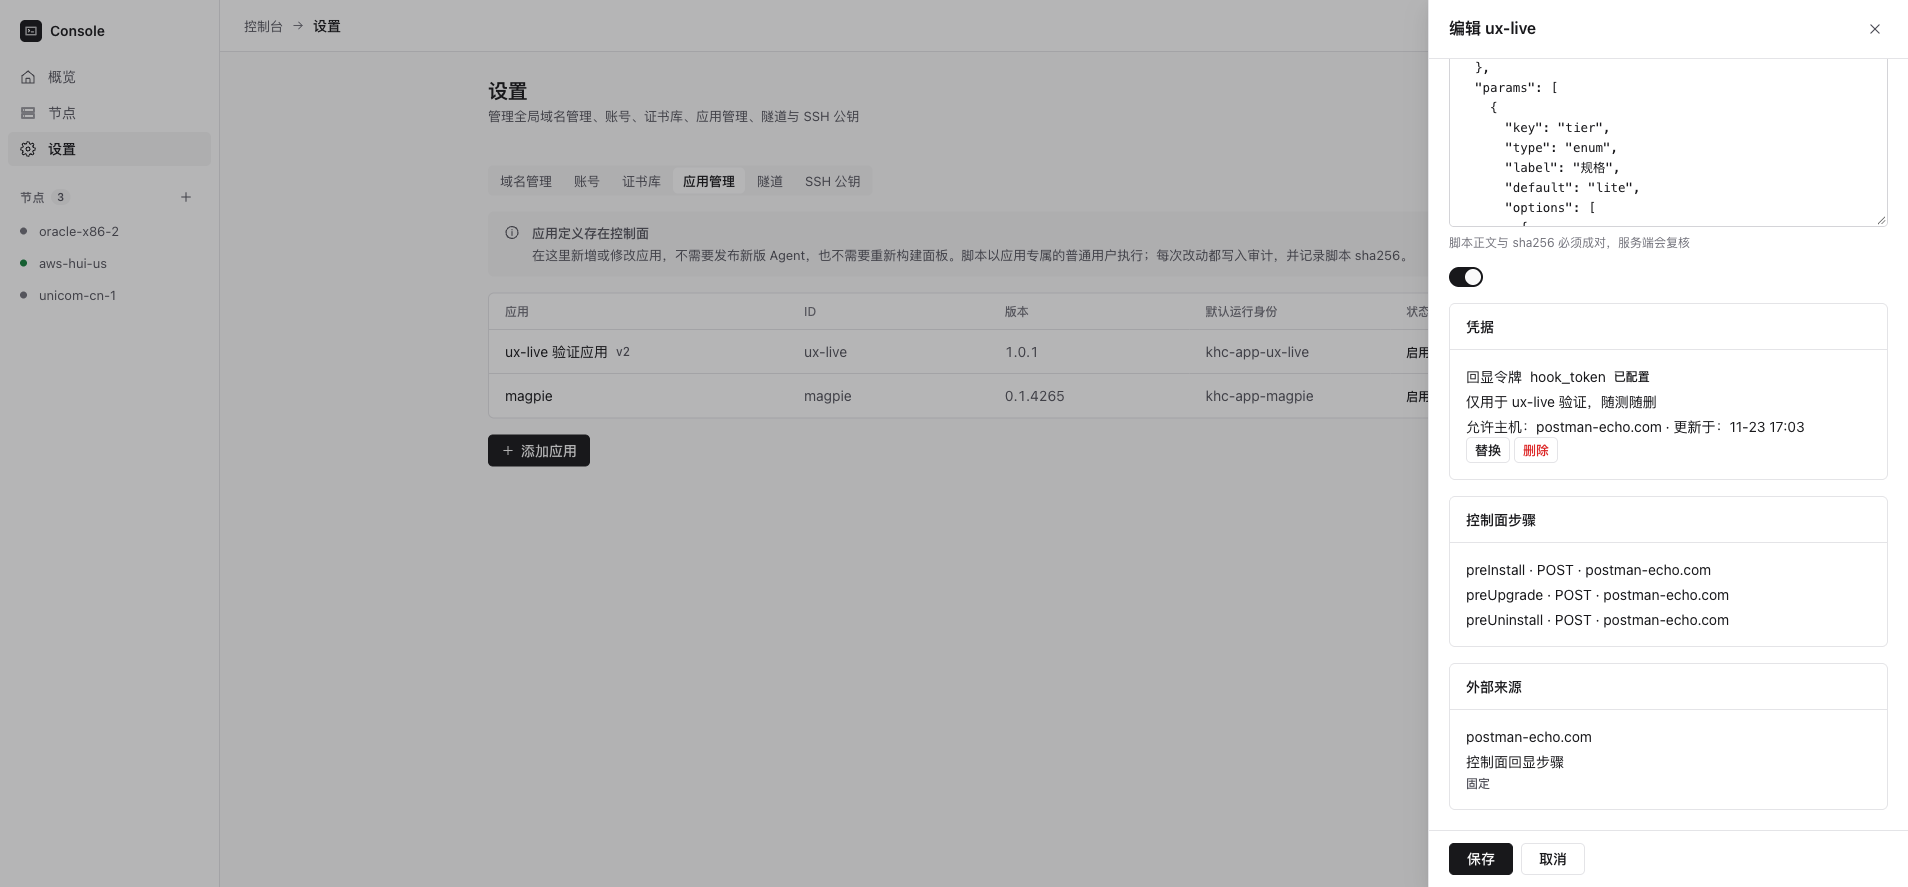 Console
概览
节点
设置
节点 3
oracle-x86-2
aws-hui-us
unicom-cn-1
控制台 → 设置
设置
管理全局域名管理、账号、证书库、应用管理、隧道与 SSH 公钥
域名管理 账号 证书库 应用管理 隧道 SSH 公钥
应用定义存在控制面
在这里新增或修改应用，不需要发布新版 Agent，也不需要重新构建面板。脚本以应用专属的普通用户执行；每次改动都写入审计，并记录脚本 sha256。
应用 ID 版本 默认运行身份 状态
ux-live 验证应用 v2 ux-live 1.0.1 khc-app-ux-live 启用
magpie magpie 0.1.4265 khc-app-magpie 启用
+ 添加应用
编辑 ux-live
},
"params": [
{
"key": "tier",
"type": "enum",
"label": "规格",
"default": "lite",
"options": [
脚本正文与 sha256 必须成对，服务端会复核
凭据
回显令牌 hook_token 已配置
仅用于 ux-live 验证，随测随删
允许主机：postman-echo.com · 更新于：11-23 17:03
替换 删除
控制面步骤
preInstall · POST · postman-echo.com
preUpgrade · POST · postman-echo.com
preUninstall · POST · postman-echo.com
外部来源
postman-echo.com
控制面回显步骤
固定
保存 取消